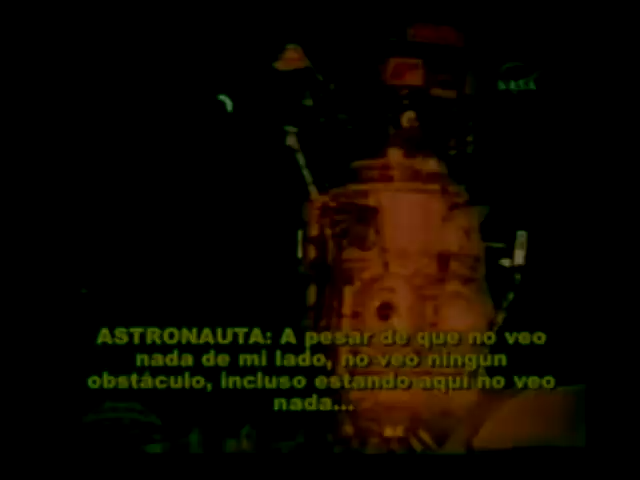 NASA
ASTRONAUTA: A pesar de que no veo
nada de mi lado, no veo ningún
obstáculo, incluso estando aquí no veo
nada...